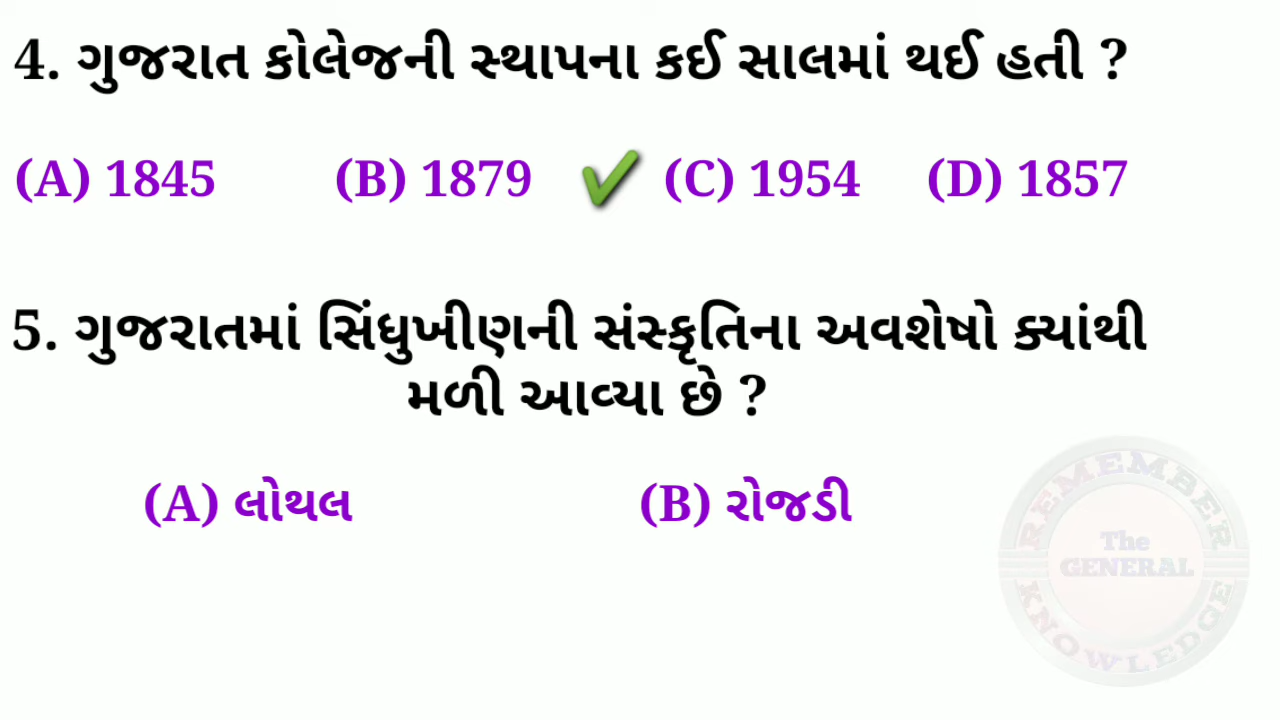 4. ગુજરાત કોલેજની સ્થાપના કઈ સાલમાં થઈ હતી ?
(A) 1845 (B) 1879 ✔ (C) 1954 (D) 1857
5. ગુજરાતમાં સિંધુખીણની સંસ્કૃતિના અવશેષો ક્યાંથી
મળી આવ્યા છે ?
(A) લોથલ (B) રોજડી
REMEMBER
The
GENERAL
KNOWLEDGE